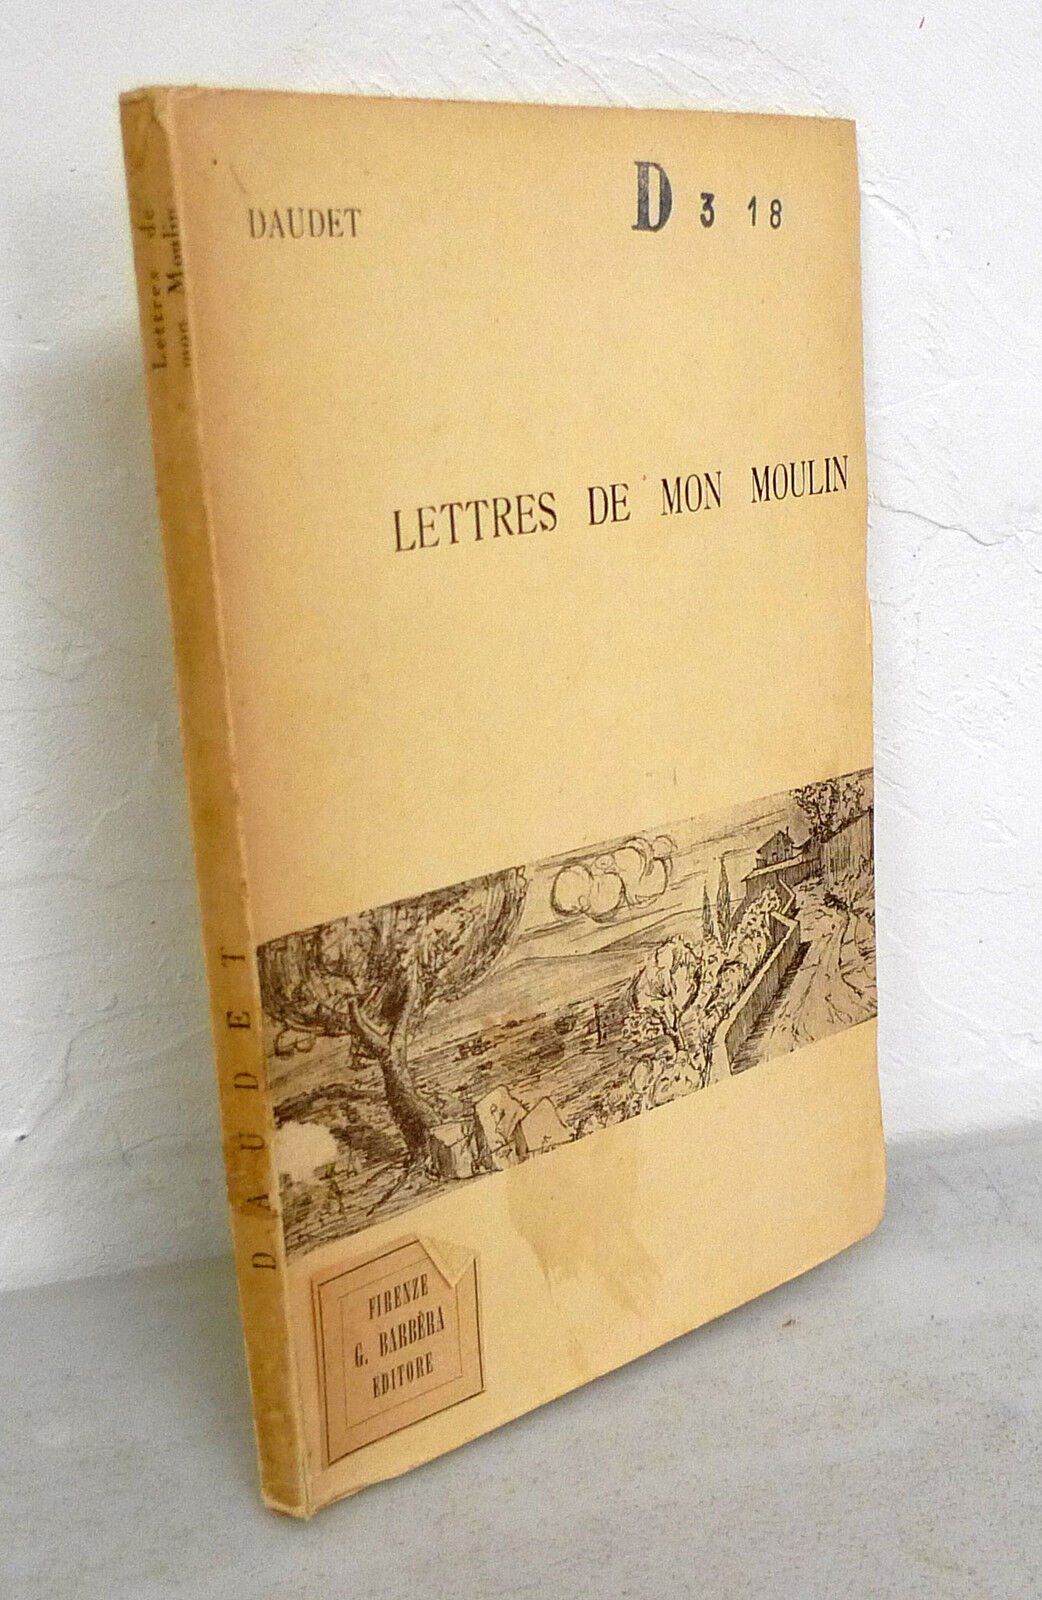 DAUDET
D 3 18
LETTRES DE MON MOULIN
FIRENZE
G. BARBÈRA
EDITORE
Lettres de
mon Moulin
DAUDET